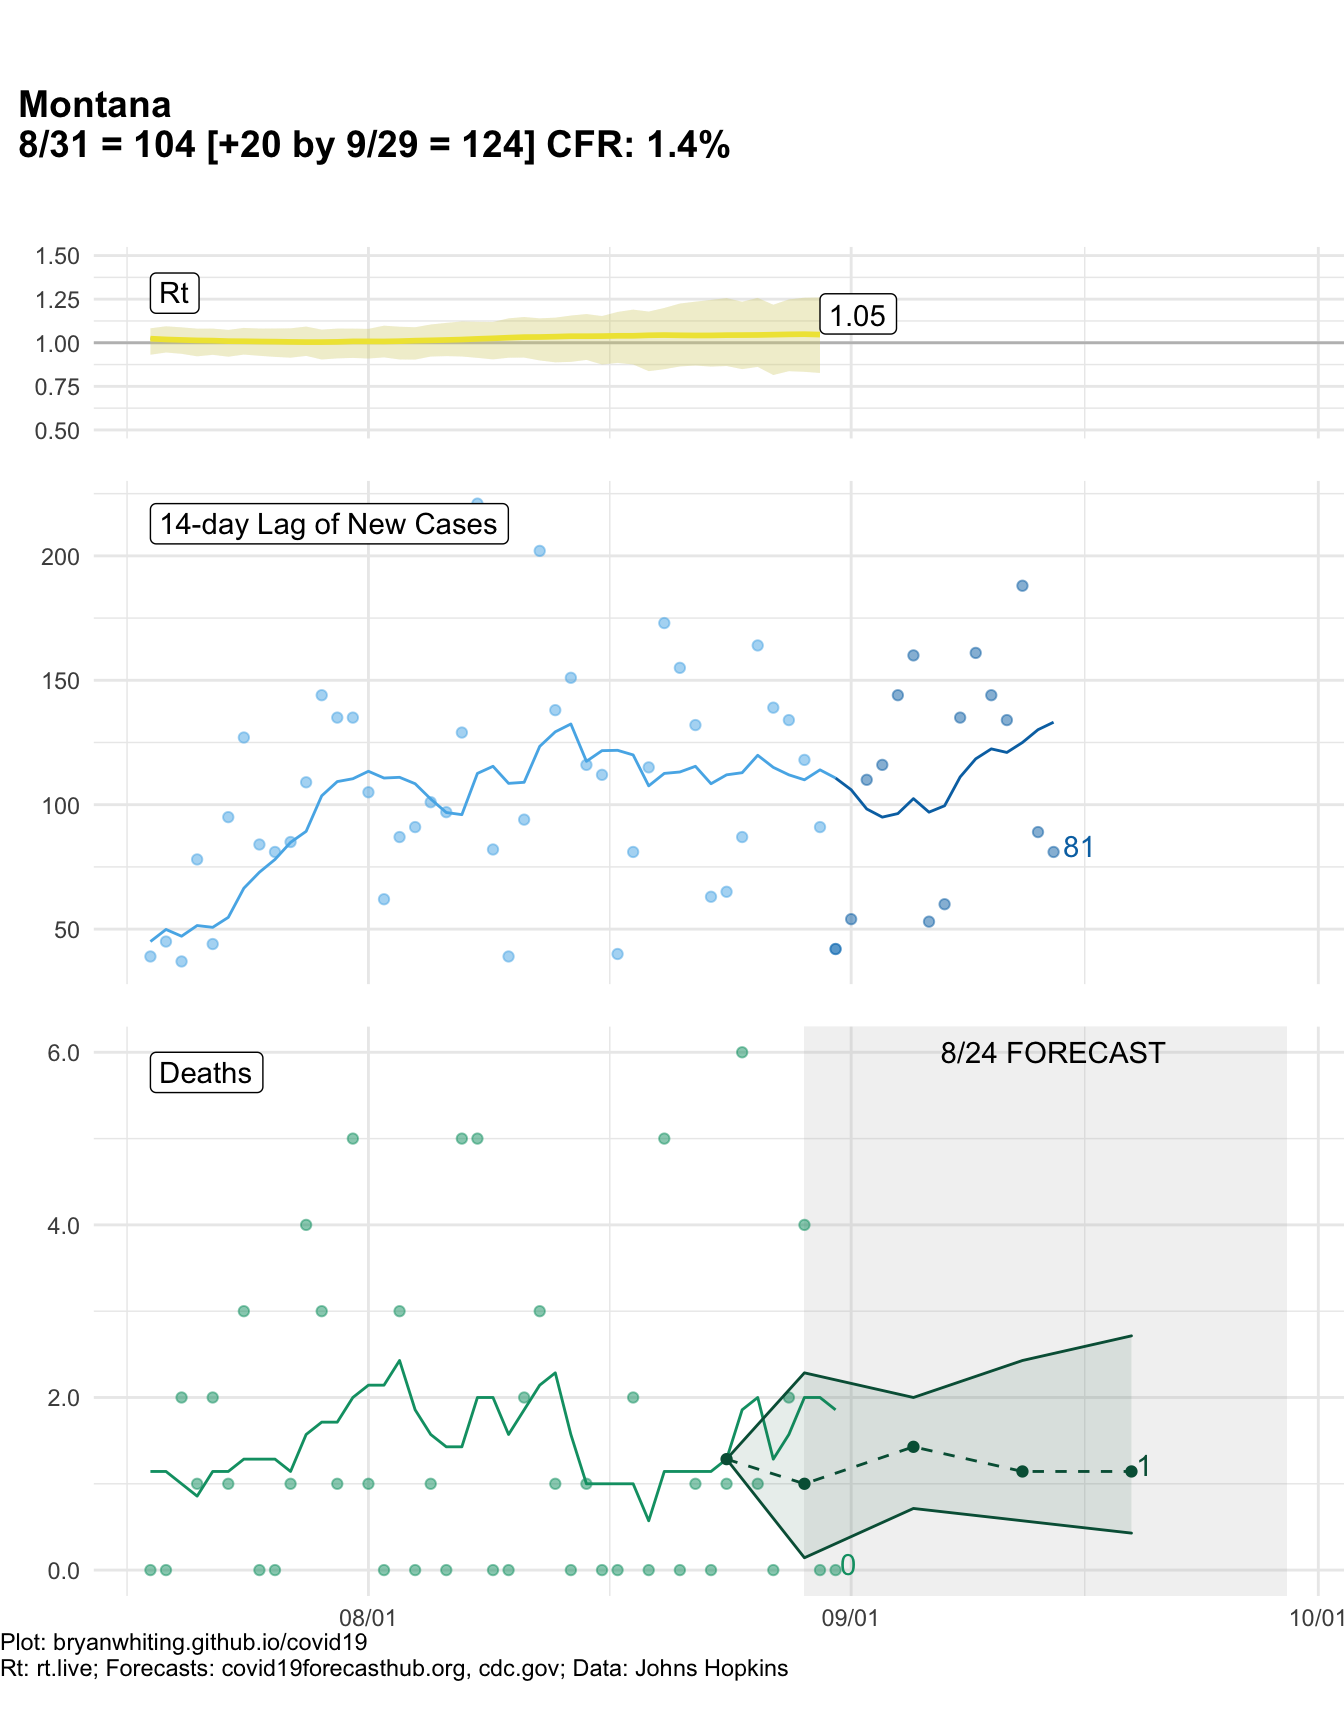 Montana
8/31 = 104 [+20 by 9/29 = 124] CFR: 1.4%
1.50
Rt
1.25
1.05
1.00
0.75
0.50
14-day Lag of New Cases
200
150
100
81
50
8/24 FORECAST
6.0
Deaths
4.0
2.0
1
0.0
0
08/01
09/01
10/01
Plot: bryanwhiting.github.io/covid19
Rt: rt.live; Forecasts: covid19forecasthub.org, cdc.gov; Data: Johns Hopkins